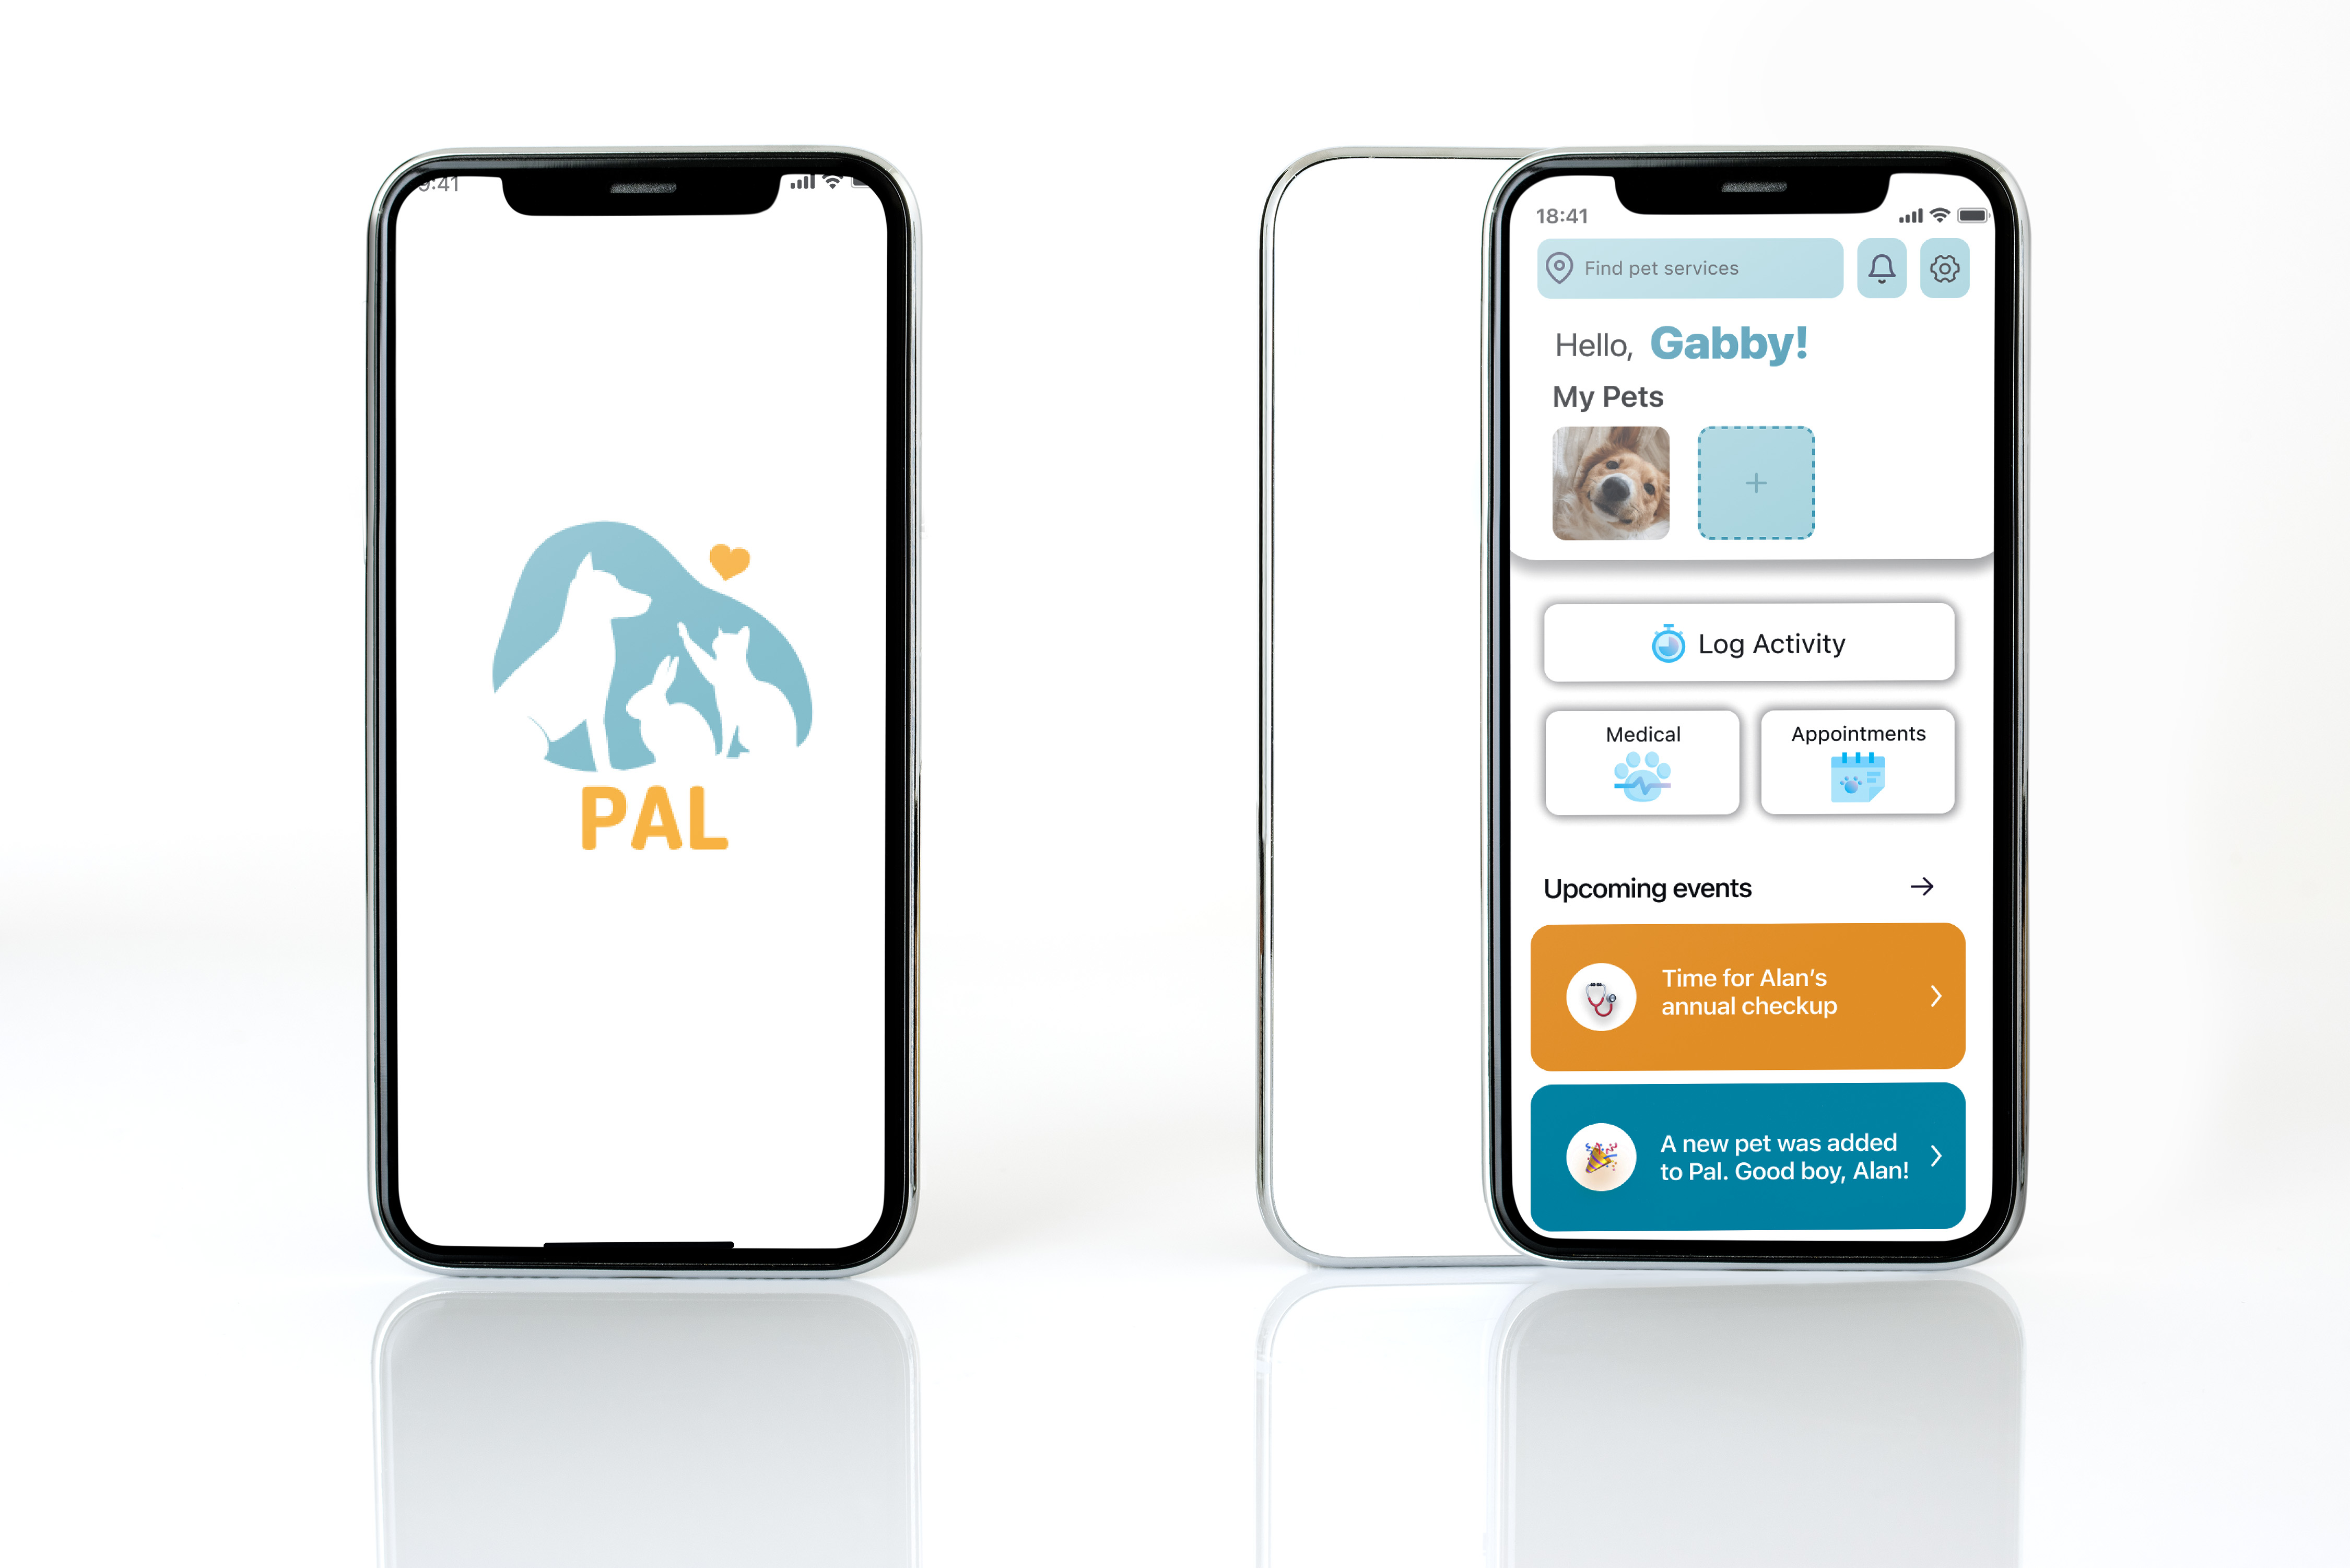 9:41
PAL
18:41
Find pet services
Hello, Gabby!
My Pets
+
Log Activity
Medical
Appointments
Upcoming events
Time for Alan’s
annual checkup
A new pet was added
to Pal. Good boy, Alan!